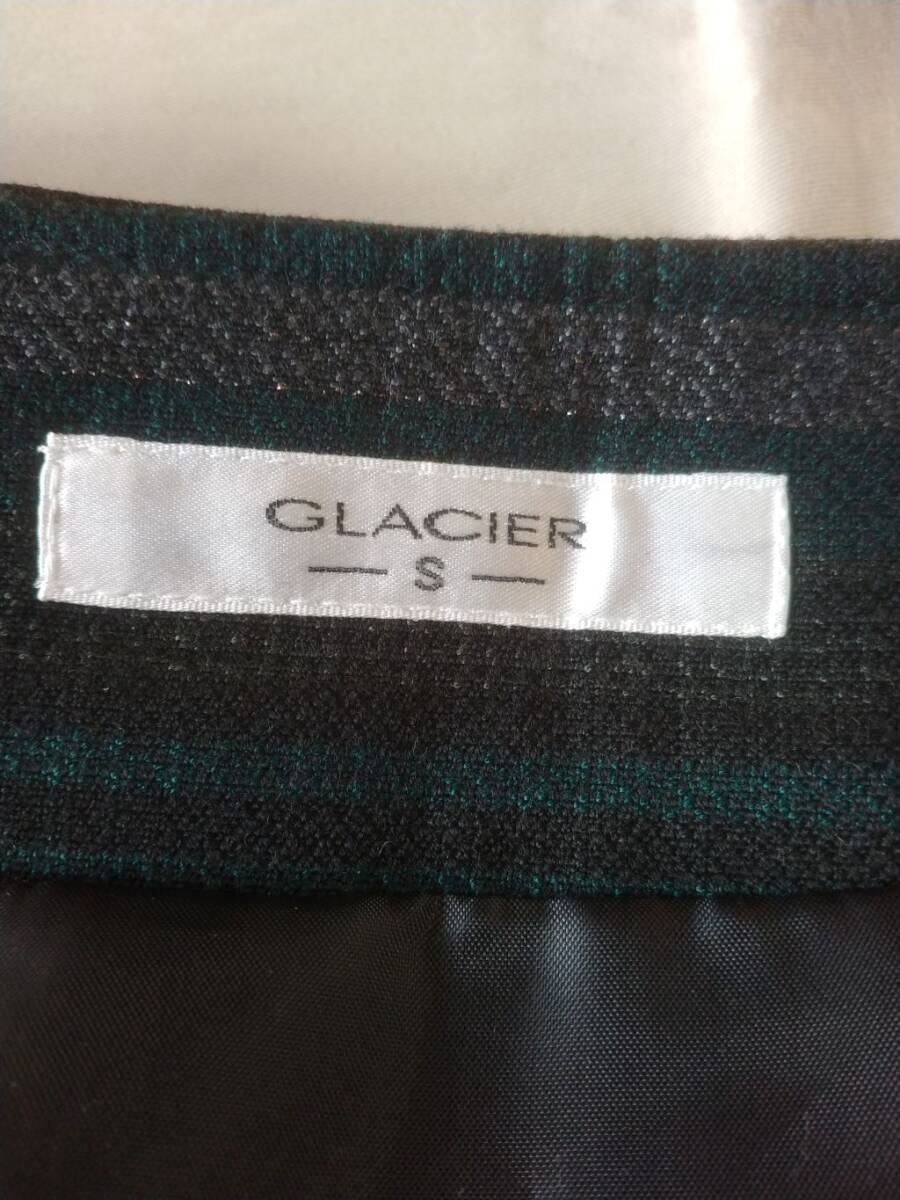 GLACIER
— S —